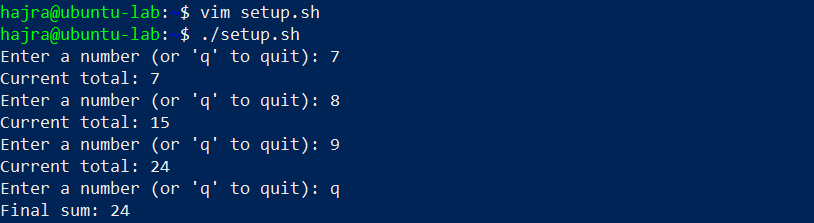 hajra@ubuntu-lab:~$ vim setup.sh
hajra@ubuntu-lab:~$ ./setup.sh
Enter a number (or 'q' to quit): 7
Current total: 7
Enter a number (or 'q' to quit): 8
Current total: 15
Enter a number (or 'q' to quit): 9
Current total: 24
Enter a number (or 'q' to quit): q
Final sum: 24